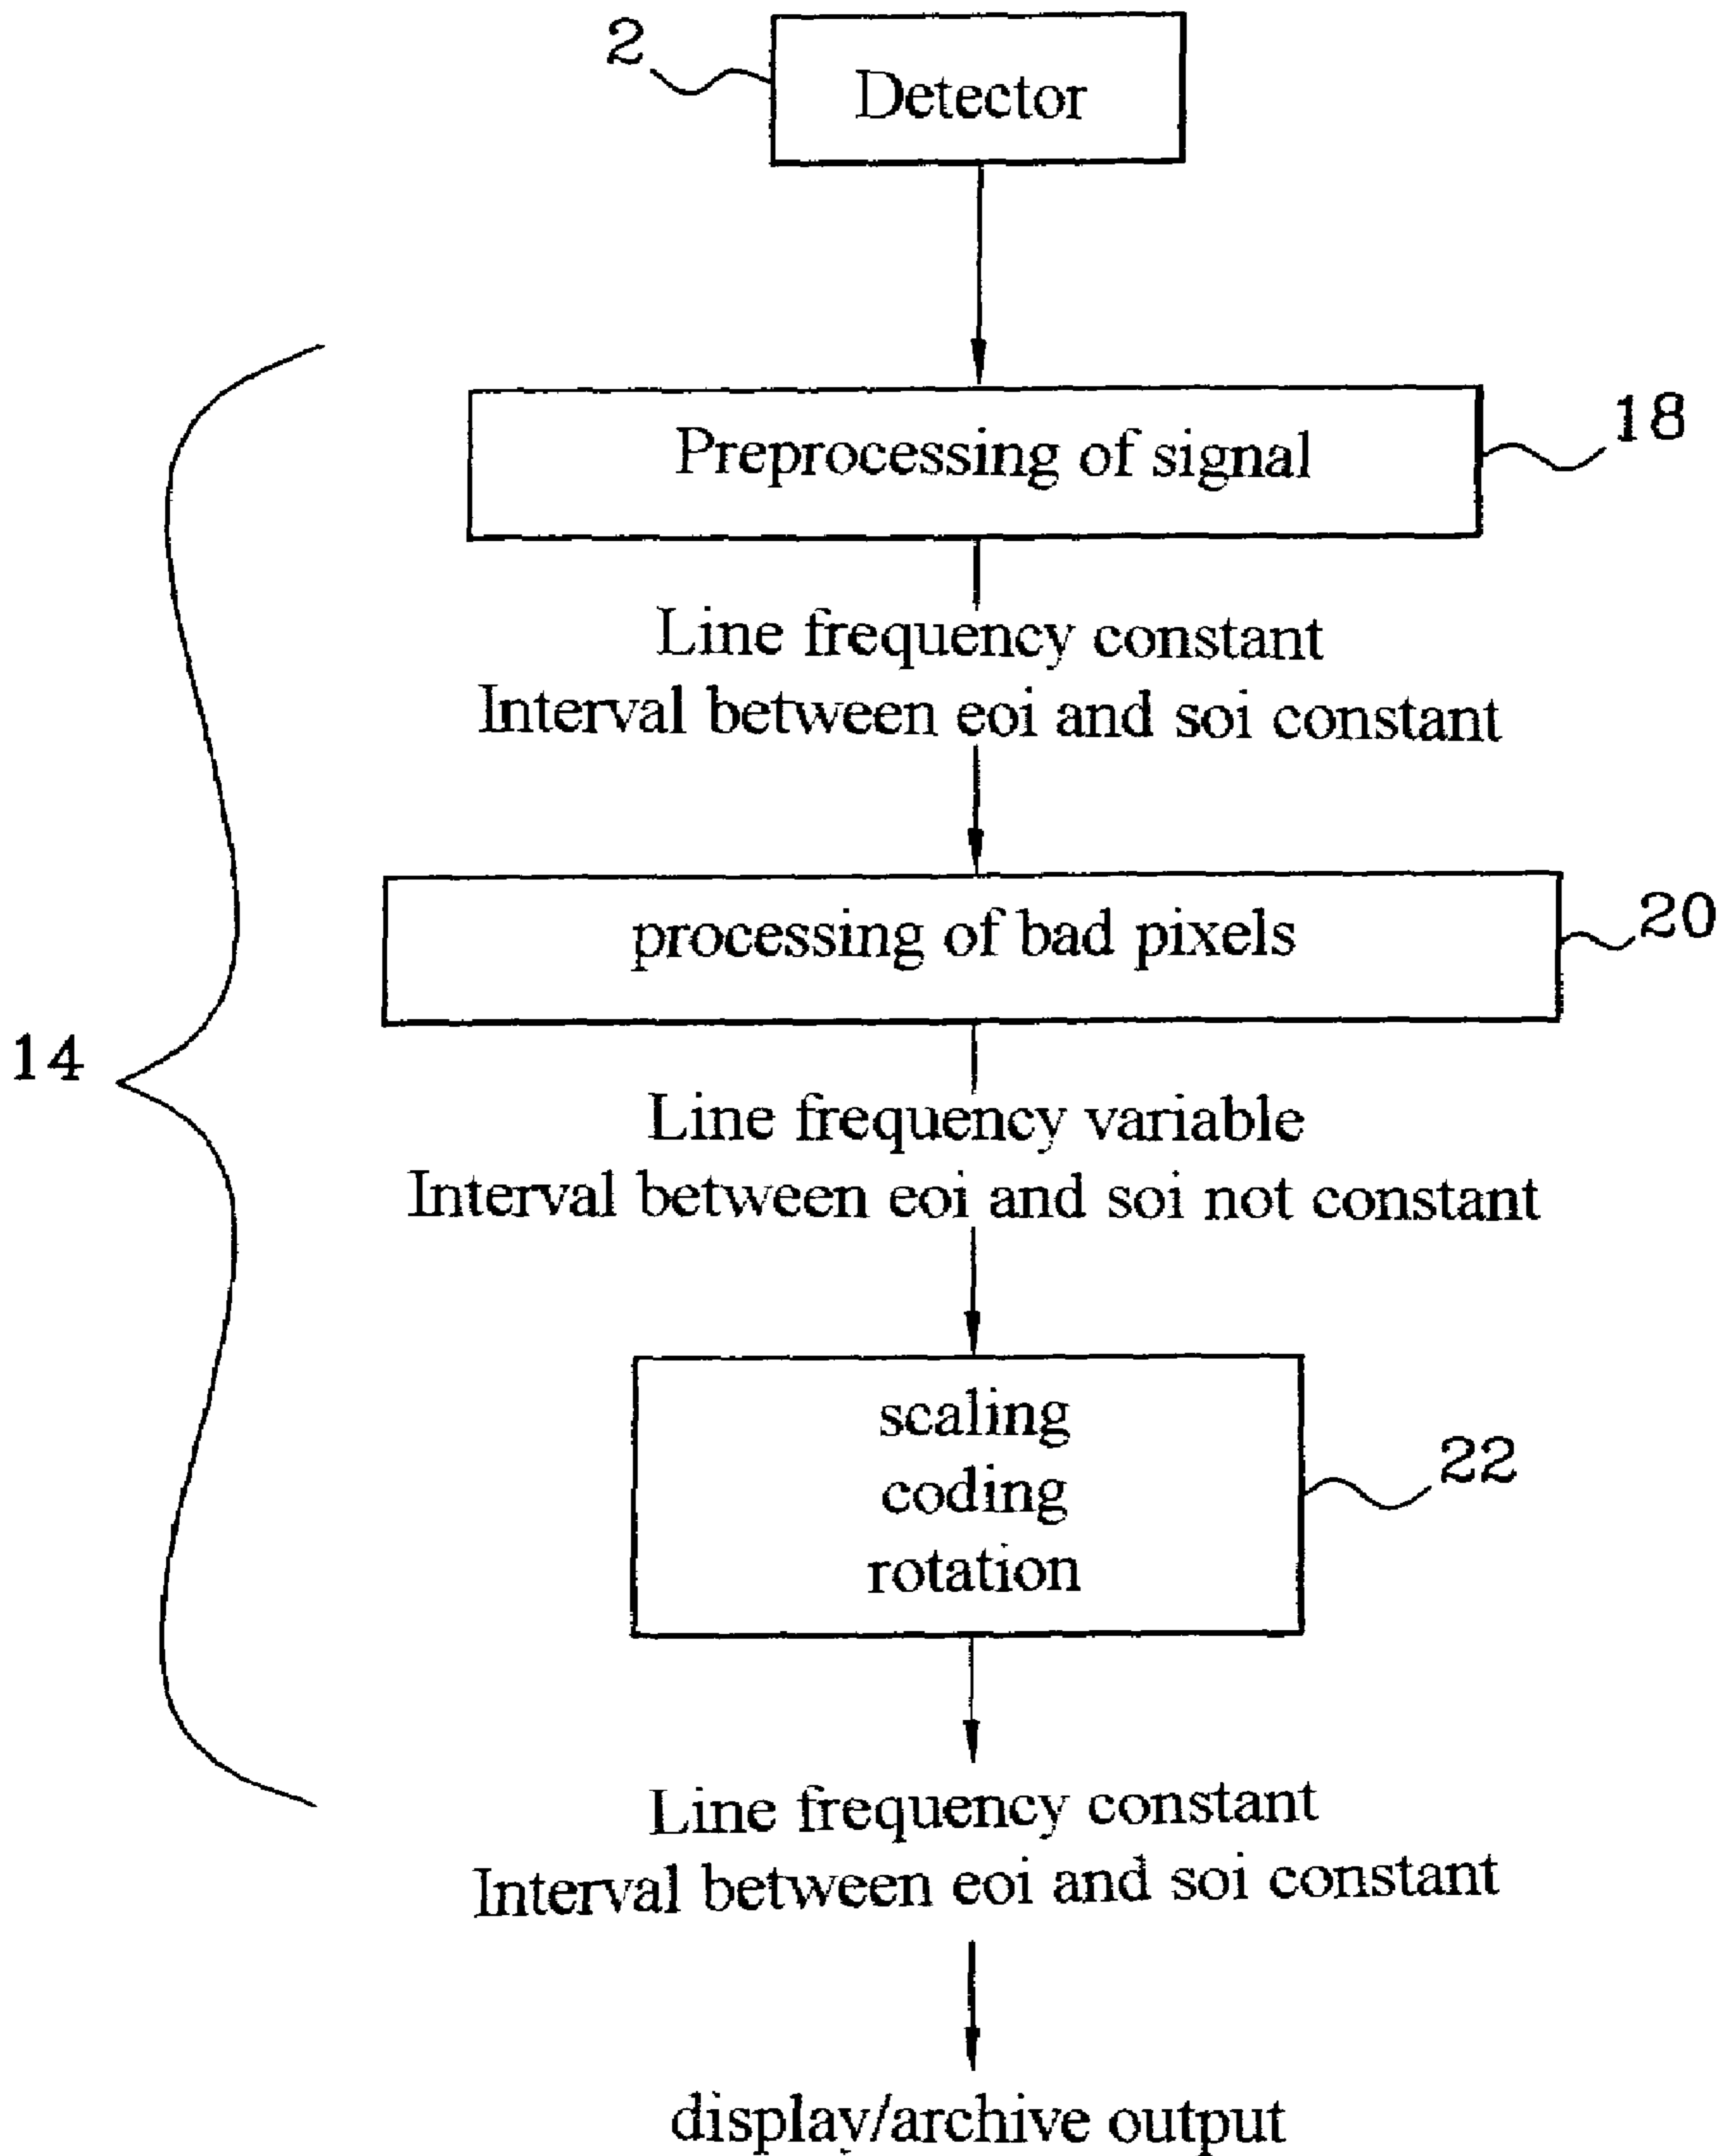 2
Detector
Preprocessing of signal
18
Line frequency constant
Interval between eoi and soi constant
processing of bad pixels
20
14
Line frequency variable
Interval between eoi and soi not constant
scaling
coding
rotation
22
Line frequency constant
Interval between eoi and soi constant
display/archive output